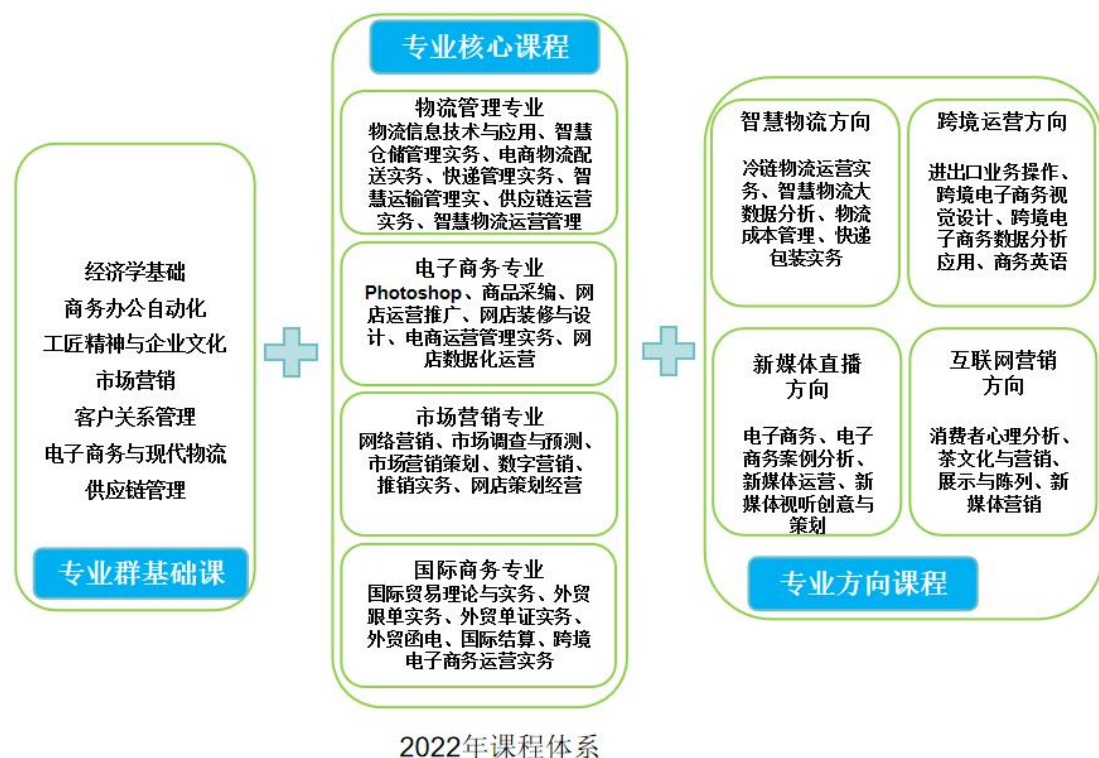 经济学基础
商务办公自动化
工匠精神与企业文化
市场营销
客户关系管理
电子商务与现代物流
供应链管理
专业群基础课
专业核心课程
物流管理专业
物流信息技术与应用、智慧
仓储管理实务、电商物流配
送实务、快递管理实务、智
慧运输管理实、供应链运营
实务、智慧物流运营管理
电子商务专业
Photoshop、商品采编、网
店运营推广、网店装修与设
计、电商运营管理实务、网
店数据化运营
市场营销专业
网络营销、市场调查与预测、
市场营销策划、数字营销、
推销实务、网店策划经营
国际商务专业
国际贸易理论与实务、外贸
跟单实务、外贸单证实务、
外贸函电、国际结算、跨境
电子商务运营实务
智慧物流方向
冷链物流运营实
务、智慧物流大
数据分析、物流
成本管理、快递
包装实务
跨境运营方向
进出口业务操作、
跨境电子商务视
觉设计、跨境电
子商务数据分析
应用、商务英语
新媒体直播
方向
电子商务、电子
商务案例分析、
新媒体运营、新
媒体视听创意与
策划
互联网营销
方向
消费者心理分析、
茶文化与营销、
展示与陈列、新
媒体营销
专业方向课程
2022年课程体系